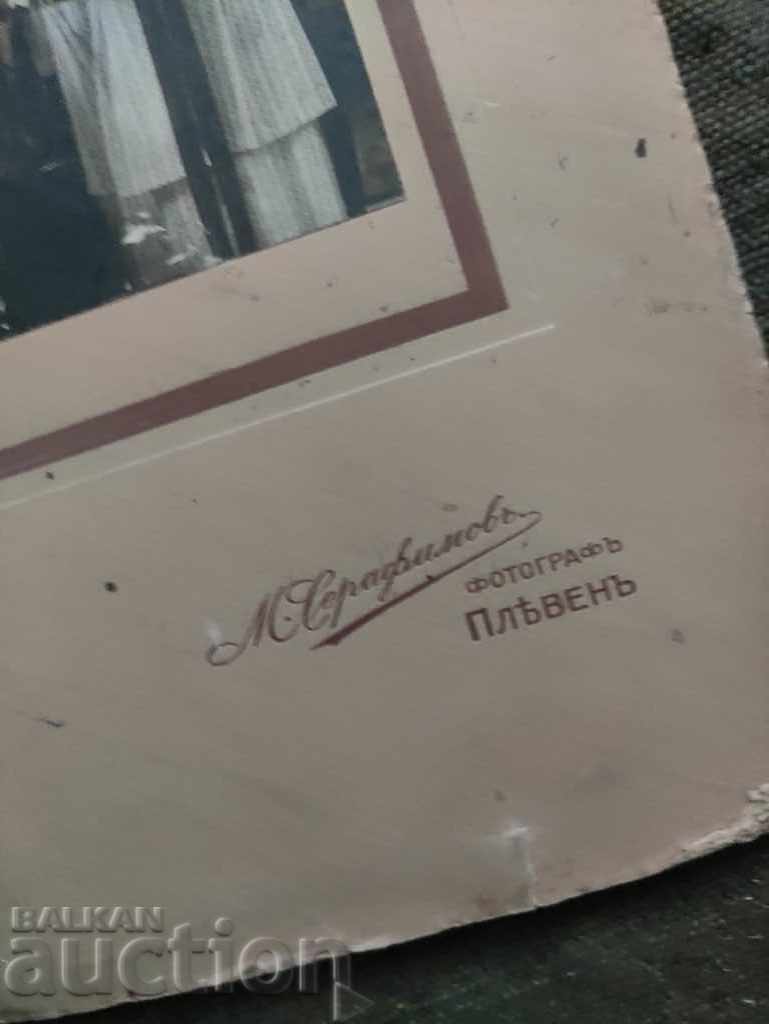 М. Серафимовъ
ФОТОГРАФЪ
ПЛѢВЕНЪ
BALKAN
auction